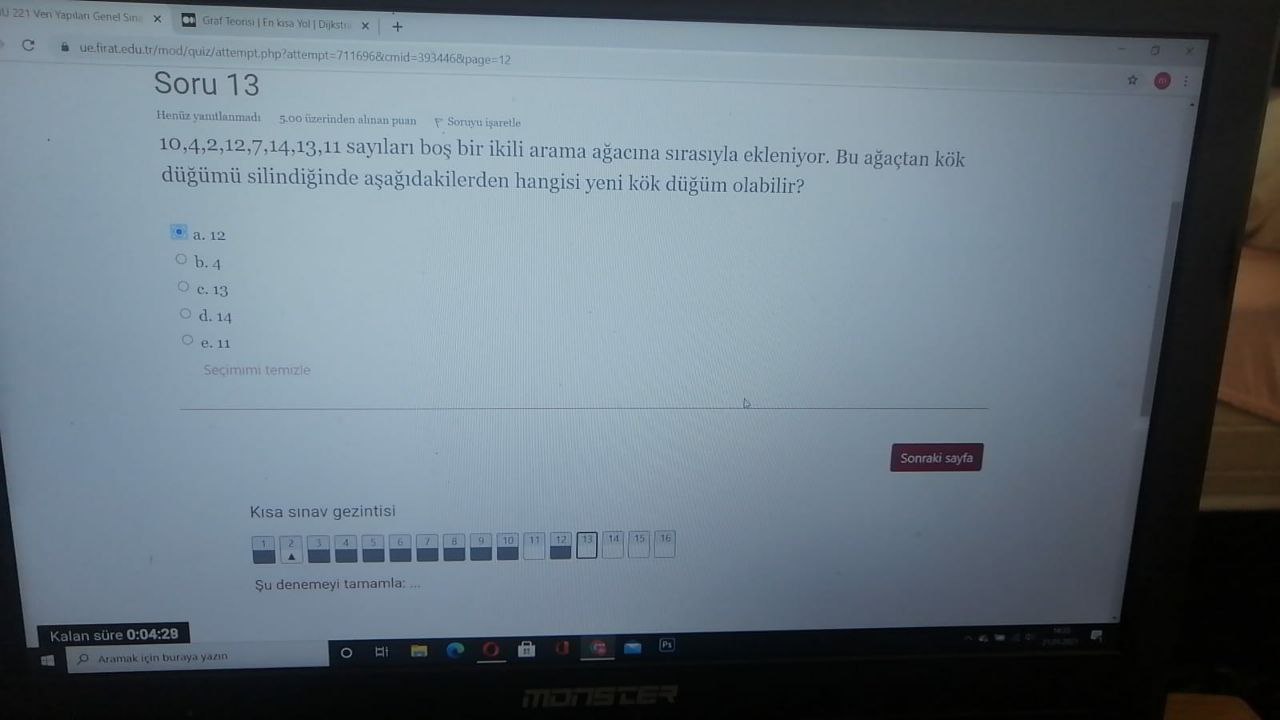 221 Veri Yapıları Genel Sına
Graf Teorisi | En kısa Yol | Dijkstra
ue.firat.edu.tr/mod/quiz/attempt.php?attempt=711696&cmid=393446&page=12
Soru 13
Henüz yanıtlanmadı 5.00 üzerinden alınan puan Soruyu işaretle
10,4,2,12,7,14,13,11 sayıları boş bir ikili arama ağacına sırasıyla ekleniyor. Bu ağaçtan kök
düğümü silindiğinde aşağıdakilerden hangisi yeni kök düğüm olabilir?
a. 12
b. 4
c. 13
d. 14
e. 11
Seçimimi temizle
Sonraki sayfa
Kısa sınav gezintisi
1 2 3 4 5 6 7 8 9 10 11 12 13 14 15 16
Şu denemeyi tamamla: ...
Kalan süre 0:04:29
Aramak için buraya yazın
Ps
MONSTER